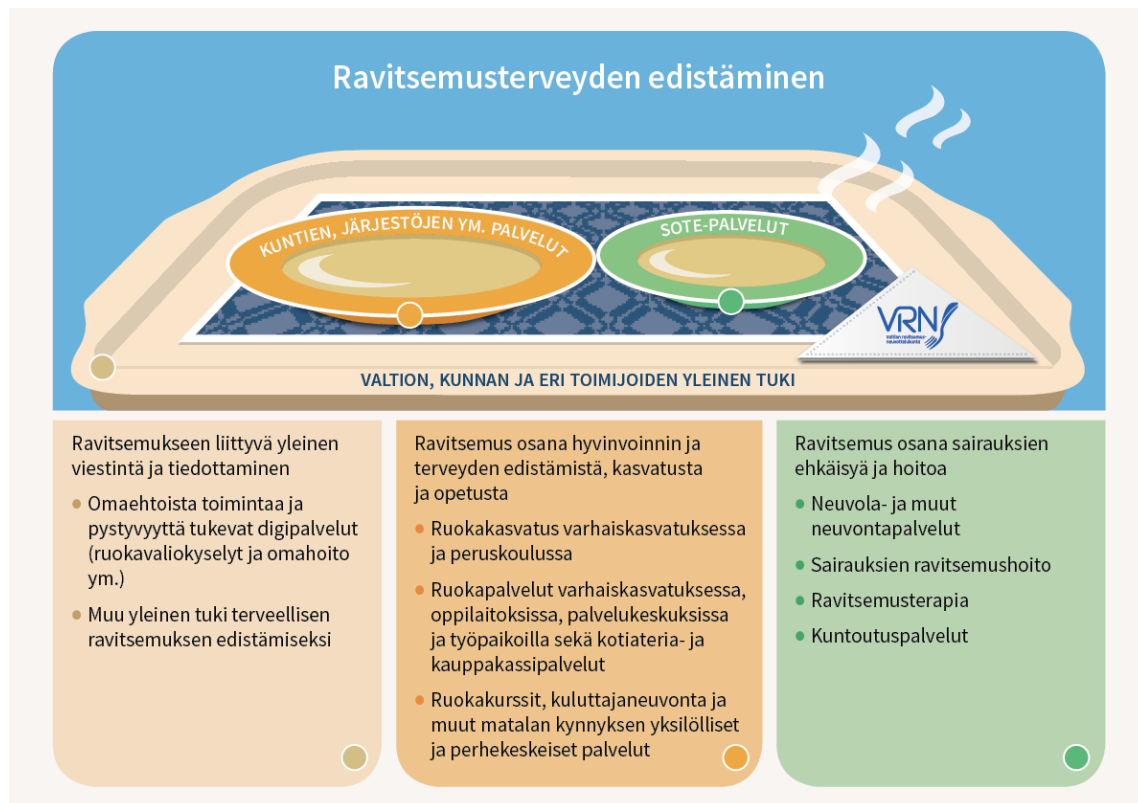 Ravitsemusterveyden edistäminen
KUNTIEN, JÄRJESTÖJEN YM. PALVELUT
SOTE-PALVELUT
VRN
Valtion ravitsemus-
neuvottelukunta
VALTION, KUNNAN JA ERI TOIMIJOIDEN YLEINEN TUKI
Ravitsemukseen liittyvä yleinen
viestintä ja tiedottaminen
• Omaehtoista toimintaa ja
pystyvyyttä tukevat digipalvelut
(ruokavaliokyselyt ja omahoito
ym.)
• Muu yleinen tuki terveellisen
ravitsemuksen edistämiseksi
Ravitsemus osana hyvinvoinnin ja
terveyden edistämistä, kasvatusta
ja opetusta
• Ruokakasvatus varhaiskasvatuksessa
ja peruskoulussa
• Ruokapalvelut varhaiskasvatuksessa,
oppilaitoksissa, palvelukeskuksissa
ja työpaikoilla sekä kotiateria- ja
kauppakassipalvelut
• Ruokakurssit, kuluttajaneuvonta ja
muut matalan kynnyksen yksilölliset
ja perhekeskeiset palvelut
Ravitsemus osana sairauksien
ehkäisyä ja hoitoa
• Neuvola- ja muut
neuvontapalvelut
• Sairauksien ravitsemushoito
• Ravitsemusterapia
• Kuntoutuspalvelut